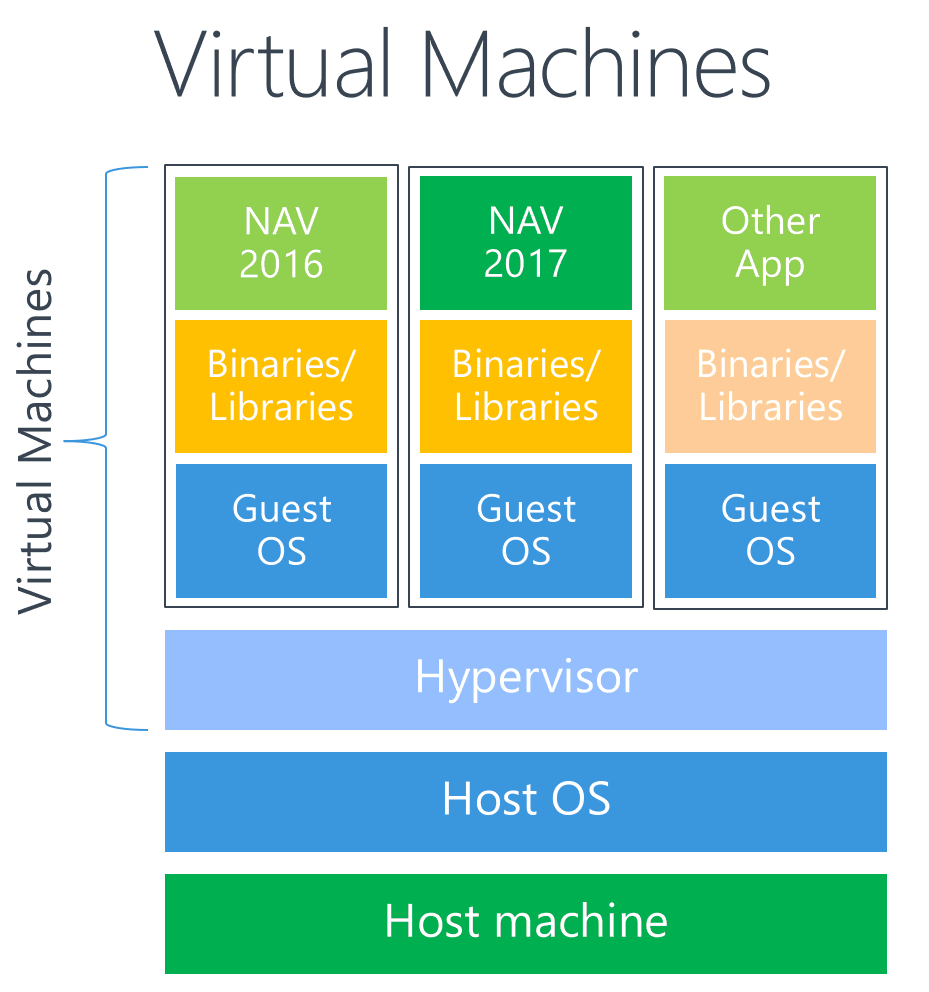 Virtual Machines
Virtual Machines
NAV
2016
NAV
2017
Other
App
Binaries/
Libraries
Binaries/
Libraries
Binaries/
Libraries
Guest
OS
Guest
OS
Guest
OS
Hypervisor
Host OS
Host machine